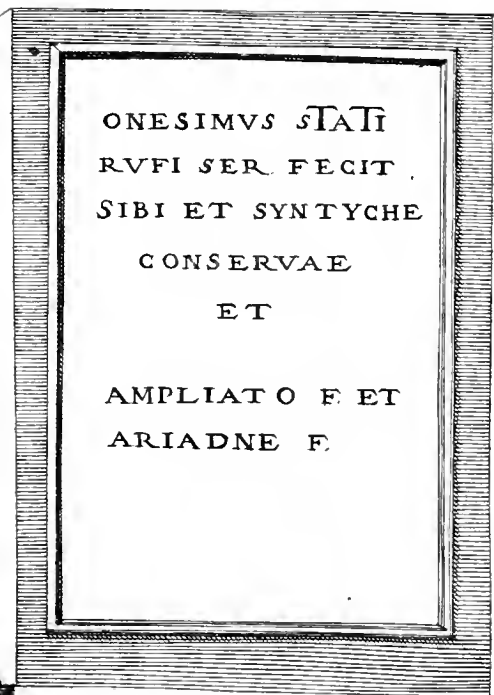 ONESIMVS STATI
RVFI SER. FECIT
SIBI ET SYNTYCHE
CONSERVAE
ET
AMPLIATO F. ET
ARIADNE F.